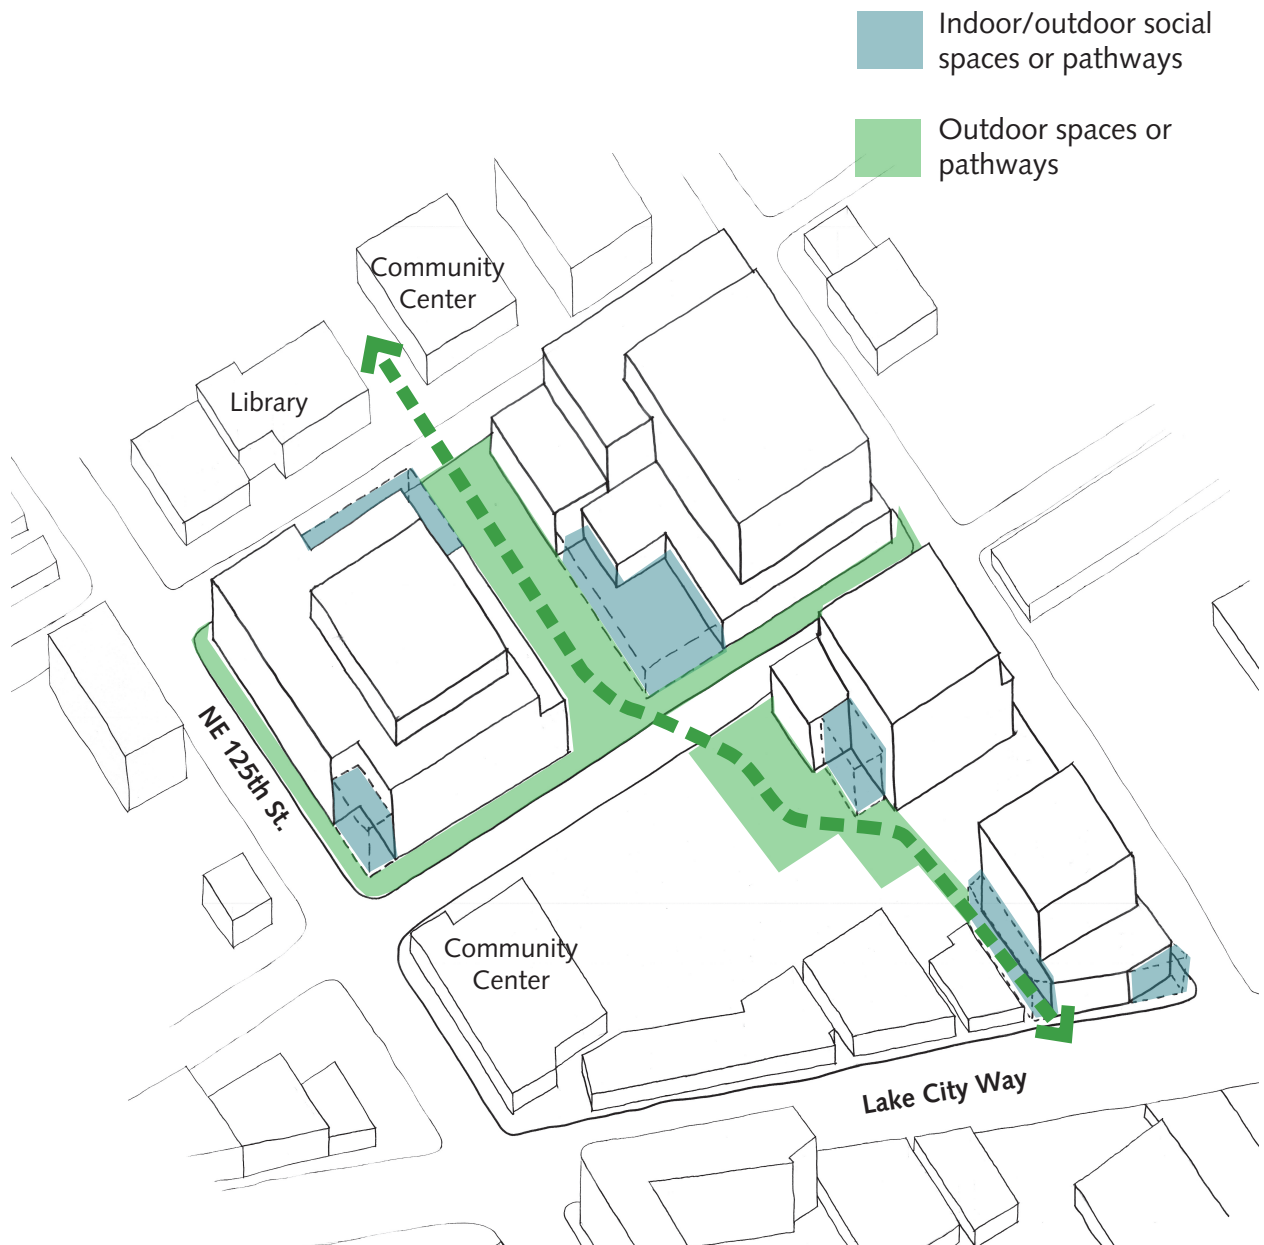 Indoor/outdoor social
spaces or pathways
Outdoor spaces or
pathways
Community
Center
Library
NE 125th St.
Community
Center
Lake City Way